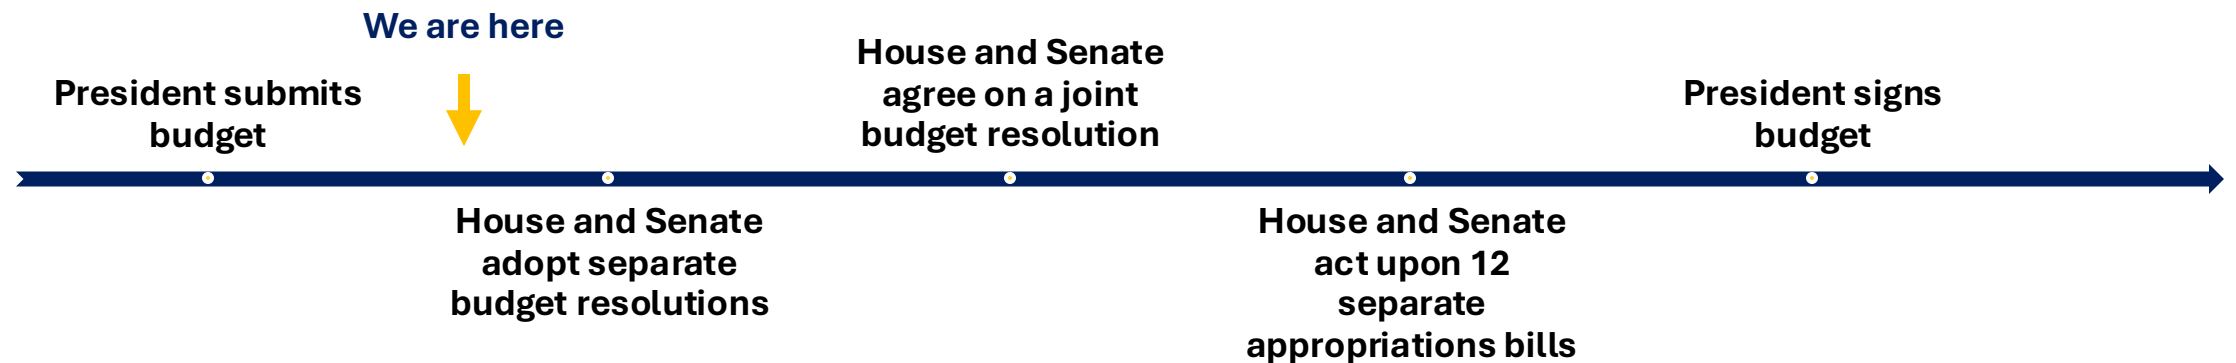 We are here
President submits
budget
House and Senate
adopt separate
budget resolutions
House and Senate
agree on a joint
budget resolution
House and Senate
act upon 12
separate
appropriations bills
President signs
budget